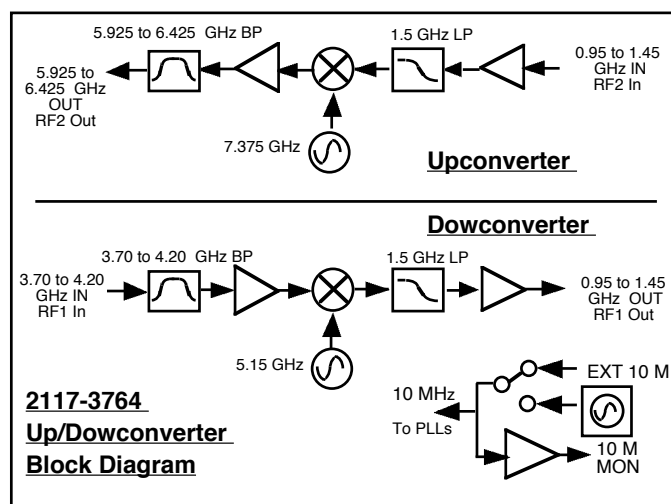 5.925 to 6.425 GHz BP
1.5 GHz LP
5.925 to
6.425 GHz
OUT
RF2 Out
0.95 to 1.45
GHz IN
RF2 In
7.375 GHz
Upconverter
Dowconverter
3.70 to 4.20 GHz BP
1.5 GHz LP
3.70 to 4.20
GHz IN
RF1 In
0.95 to 1.45
GHz OUT
RF1 Out
5.15 GHz
EXT 10 M
10 MHz
To PLLs
10 M
MON
2117-3764
Up/Dowconverter
Block Diagram